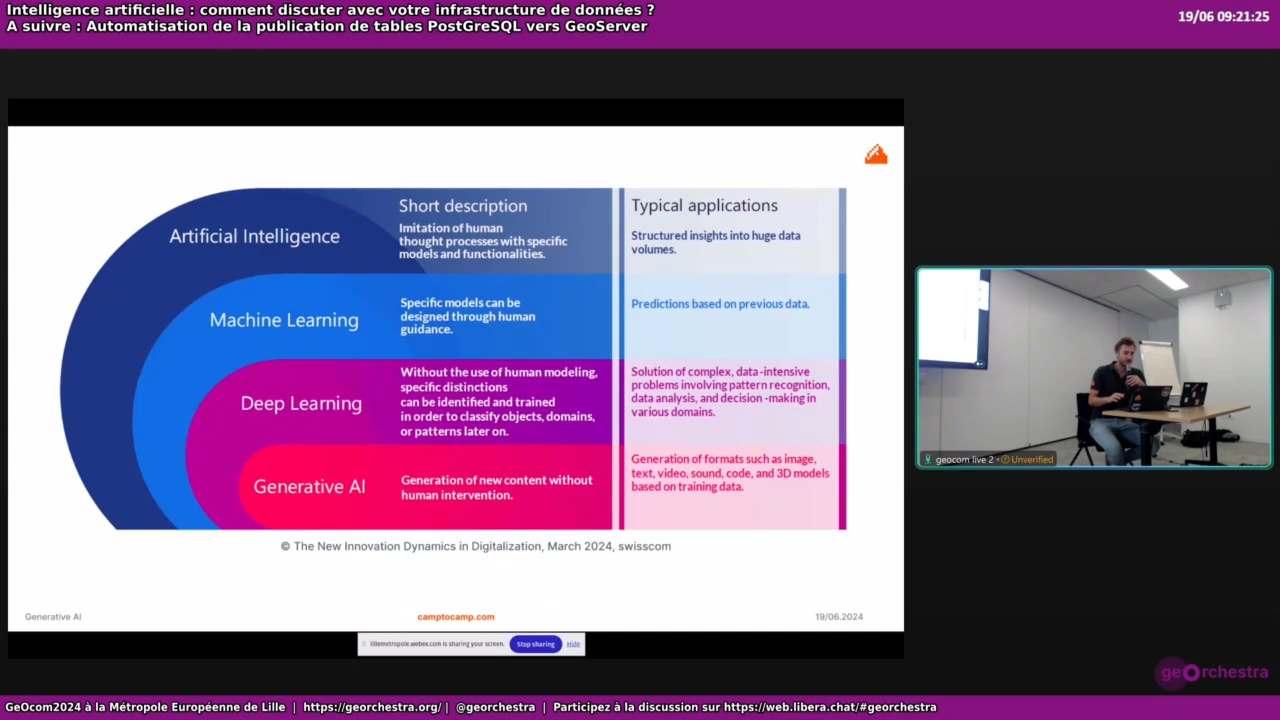 Intelligence artificielle : comment discuter avec votre infrastructure de données ?
A suivre : Automatisation de la publication de tables PostGreSQL vers GeoServer
19/06 09:21:25
Short description
Typical applications
Artificial Intelligence
Imitation of human
thought processes with specific
models and functionalities.
Structured insights into huge data
volumes.
Machine Learning
Specific models can be
designed through human
guidance.
Predictions based on previous data.
Deep Learning
Without the use of human modeling,
specific distinctions
can be identified and trained
in order to classify objects, domains,
or patterns later on.
Solution of complex, data-intensive
problems involving pattern recognition,
data analysis, and decision -making in
various domains.
Generative AI
Generation of new content without
human intervention.
Generation of formats such as image,
text, video, sound, code, and 3D models
based on training data.
© The New Innovation Dynamics in Digitalization, March 2024, swisscom
Generative AI
camptocamp.com
19/06.2024
lillemetropole.webex.com is sharing your screen.
Stop sharing
Hide
geocom live 2 • Unverified
geOrchestra
GeOcom2024 à la Métropole Européenne de Lille | https://georchestra.org/ | @georchestra | Participez à la discussion sur https://web.libera.chat/#georchestra